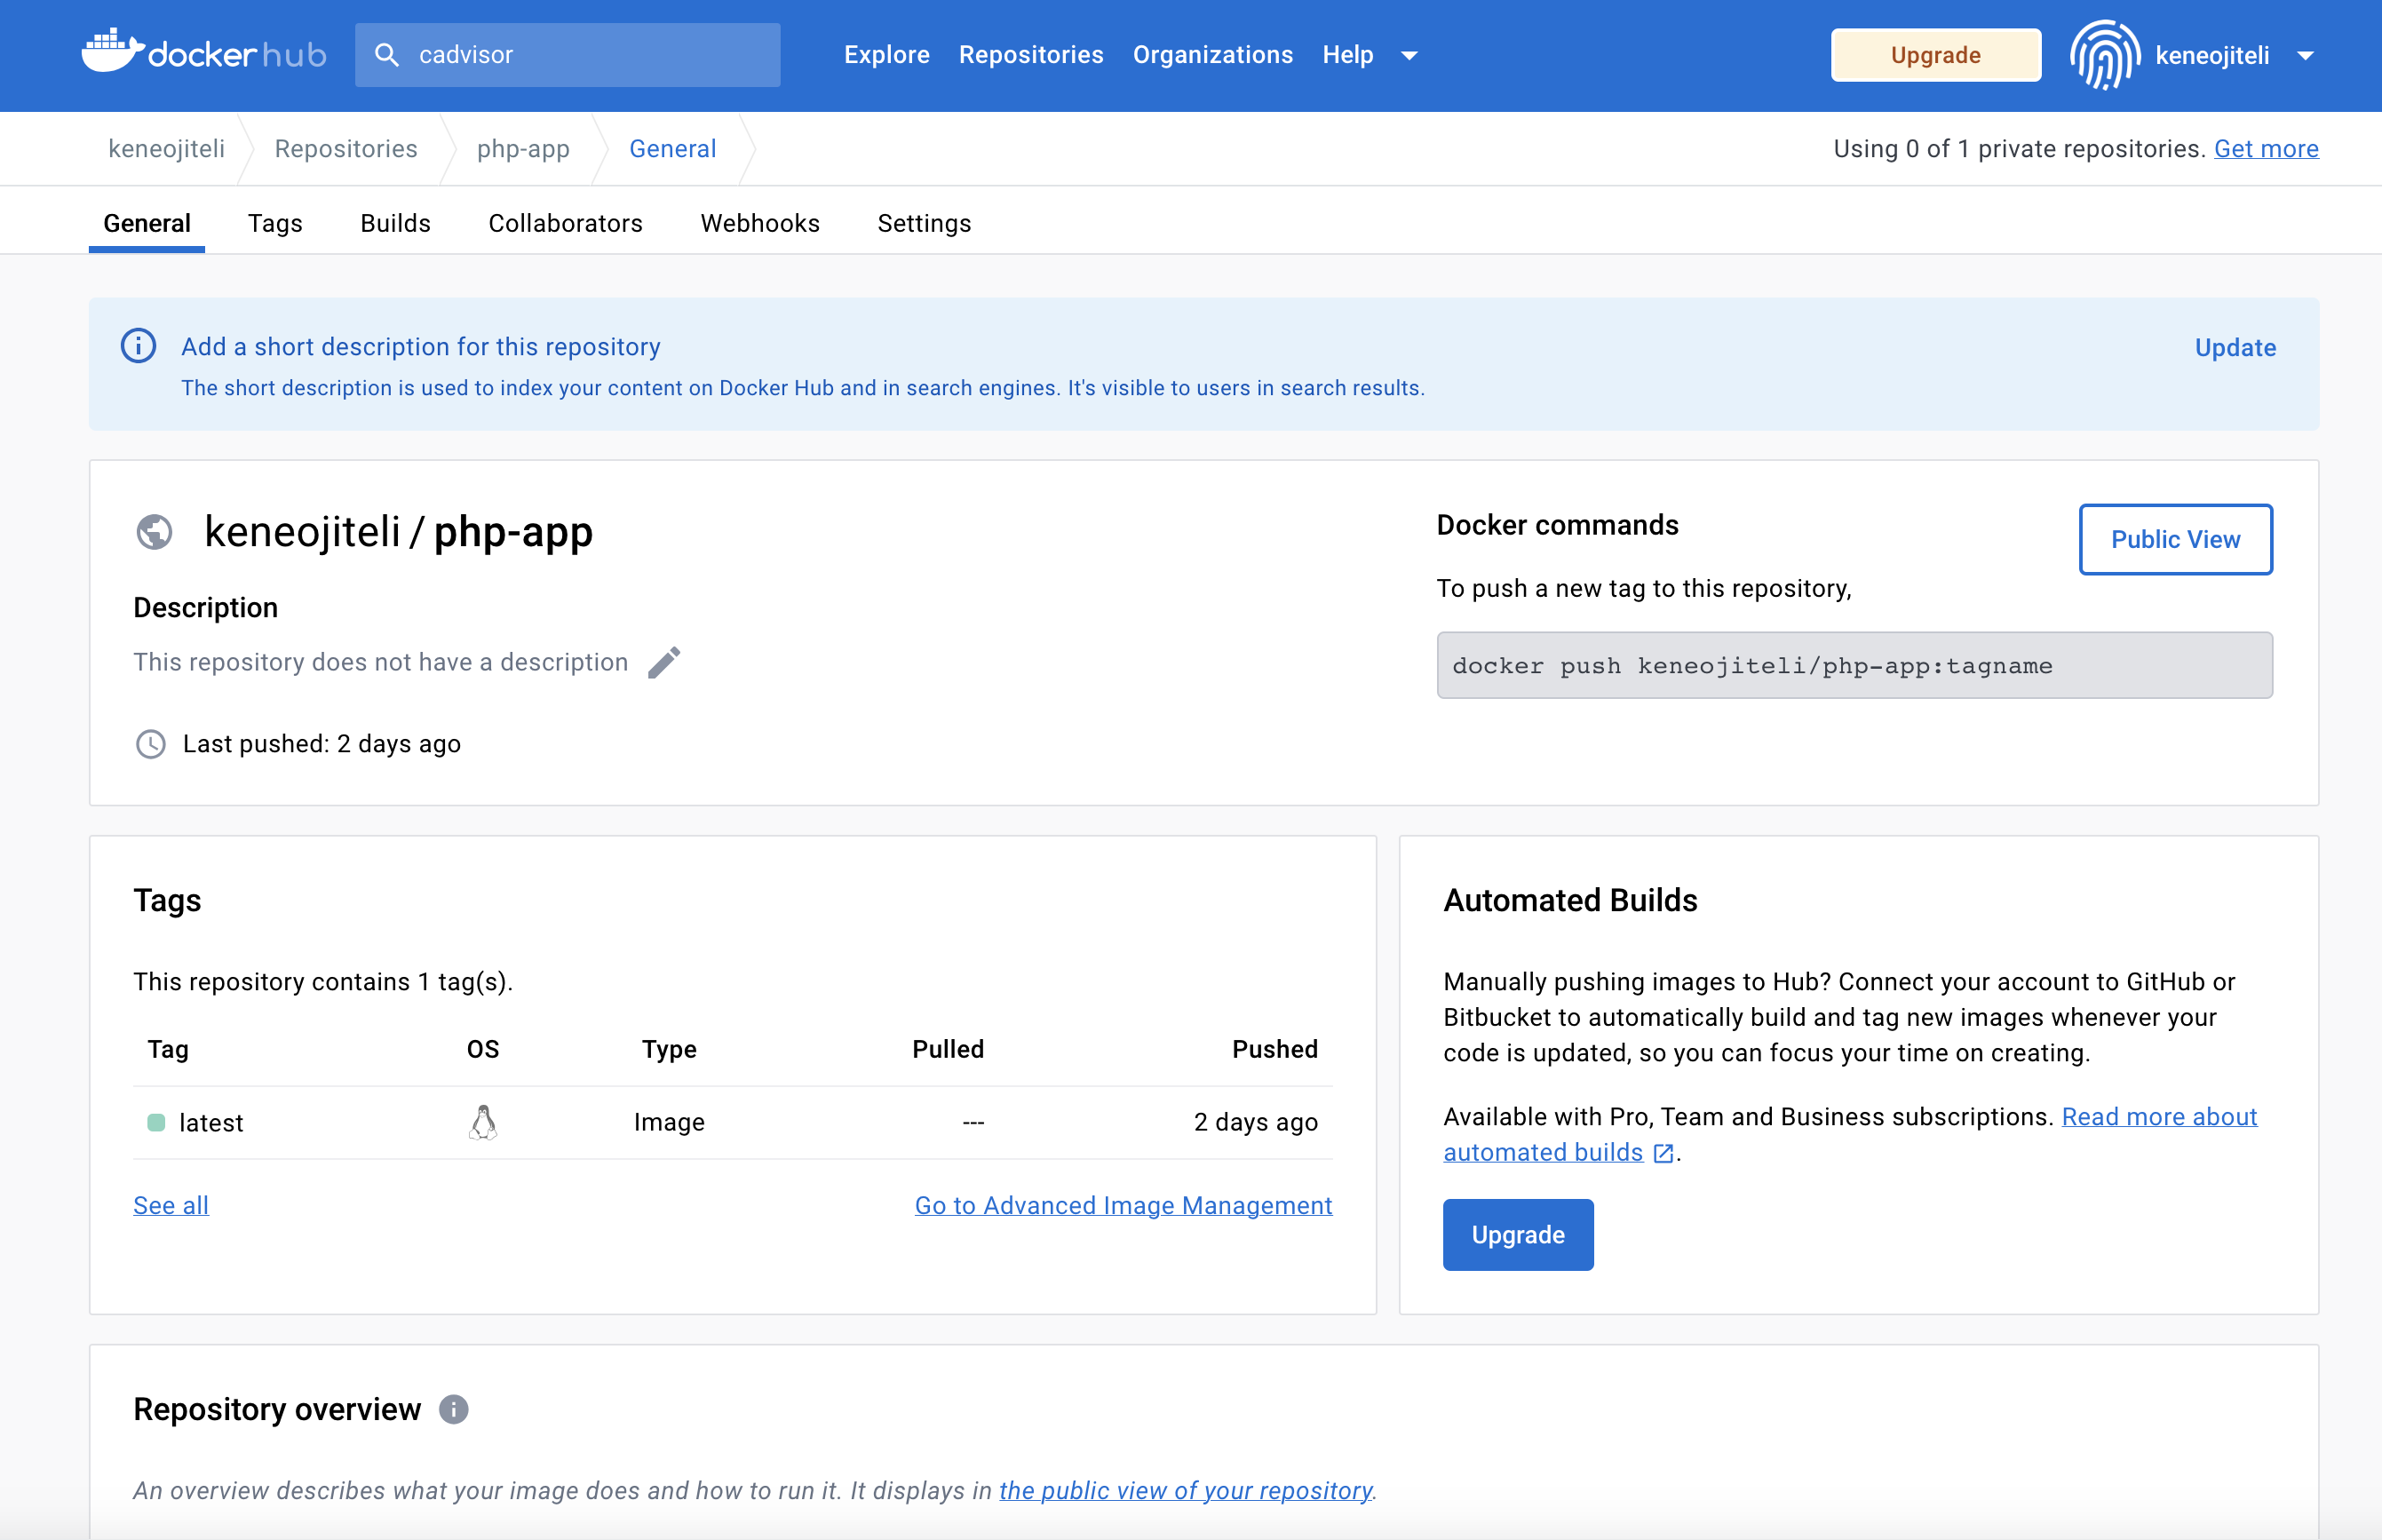 dockerhub
cadvisor
Explore Repositories Organizations Help
Upgrade
keneojiteli
keneojiteli Repositories php-app General
Using 0 of 1 private repositories. Get more
General Tags Builds Collaborators Webhooks Settings
Add a short description for this repository
Update
The short description is used to index your content on Docker Hub and in search engines. It's visible to users in search results.
keneojiteli / php-app
Description
This repository does not have a description
Last pushed: 2 days ago
Docker commands
Public View
To push a new tag to this repository,
docker push keneojiteli/php-app:tagname
Tags
This repository contains 1 tag(s).
Tag OS Type Pulled Pushed
latest Image --- 2 days ago
See all Go to Advanced Image Management
Automated Builds
Manually pushing images to Hub? Connect your account to GitHub or
Bitbucket to automatically build and tag new images whenever your
code is updated, so you can focus your time on creating.
Available with Pro, Team and Business subscriptions. Read more about
automated builds .
Upgrade
Repository overview
An overview describes what your image does and how to run it. It displays in the public view of your repository.